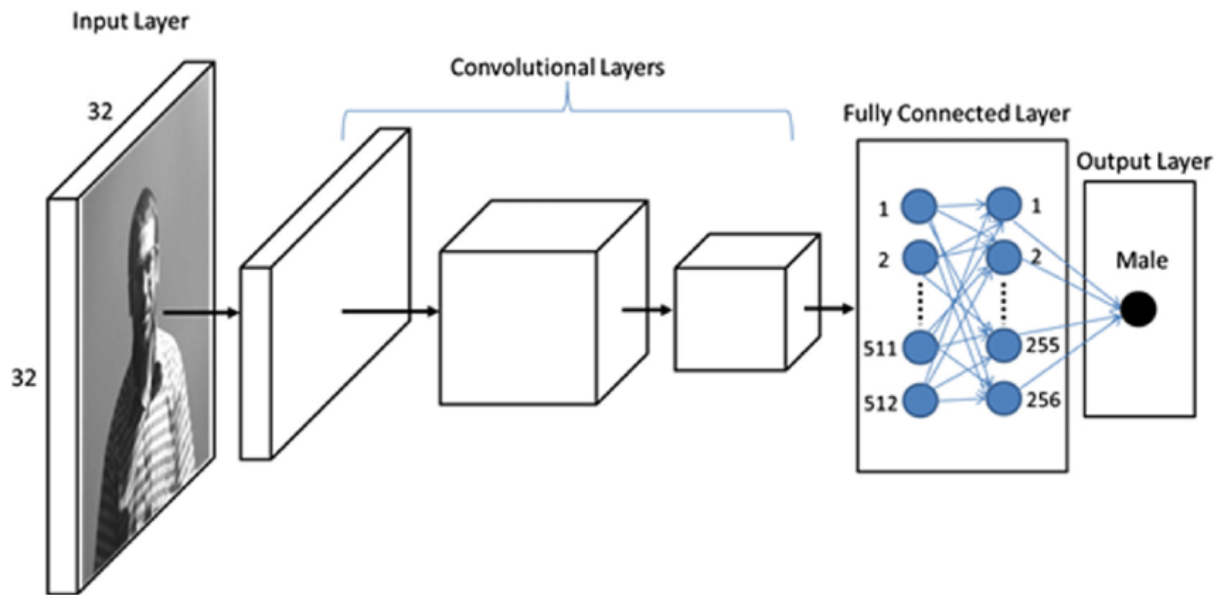 Input Layer
32
32
Convolutional Layers
Fully Connected Layer
1
2
511
512
1
2
255
256
Output Layer
Male